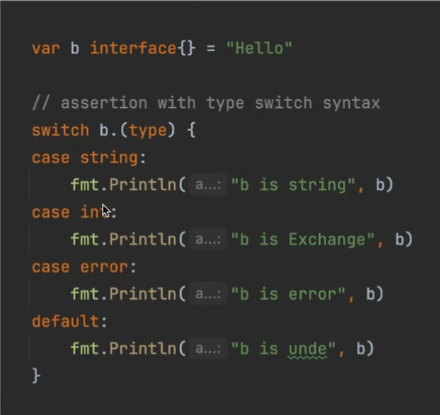 var b interface{} = "Hello"
// assertion with type switch syntax
switch b.(type) {
case string:
fmt.Println( a...: "b is string", b)
case int:
fmt.Println( a...: "b is Exchange", b)
case error:
fmt.Println( a...: "b is error", b)
default:
fmt.Println( a...: "b is unde", b)
}